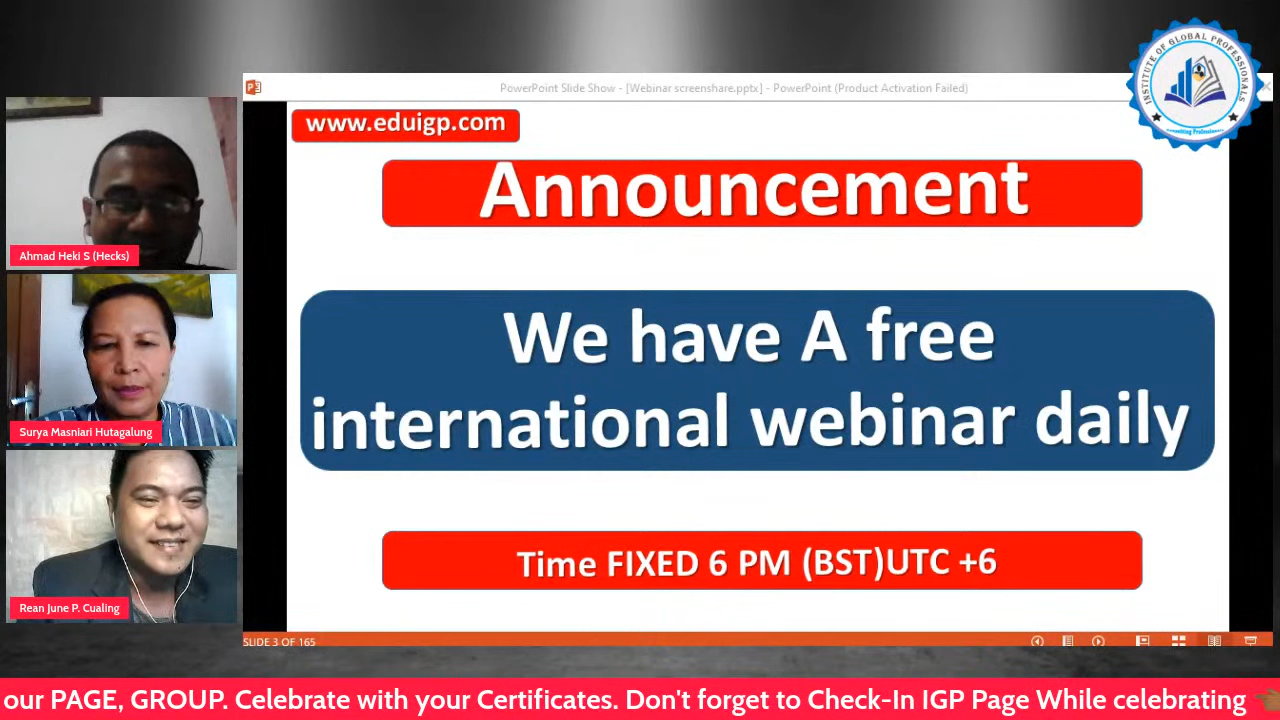 PowerPoint Slide Show - [Webinar screenshare.pptx] - PowerPoint (Product Activation Failed)
INSTITUTE OF GLOBAL PROFESSIONALS
Consulting Professionals
www.eduigp.com
Announcement
We have A free
international webinar daily
Time FIXED 6 PM (BST)UTC +6
SLIDE 3 OF 165
Ahmad Heki S (Hecks)
Surya Masniari Hutagalung
Rean June P. Cualing
our PAGE, GROUP. Celebrate with your Certificates. Don't forget to Check-In IGP Page While celebrating